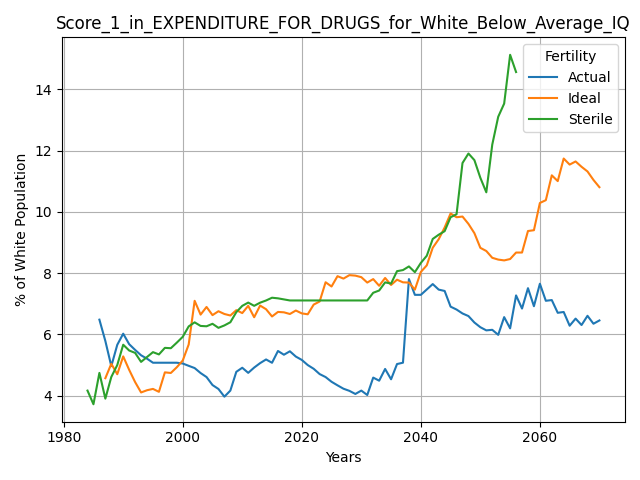 Score_1_in_EXPENDITURE_FOR_DRUGS_for_White_Below_Average_IQ
Fertility
Actual
Ideal
Sterile
% of White Population
14
12
10
8
6
4
1980
2000
2020
2040
2060
Years